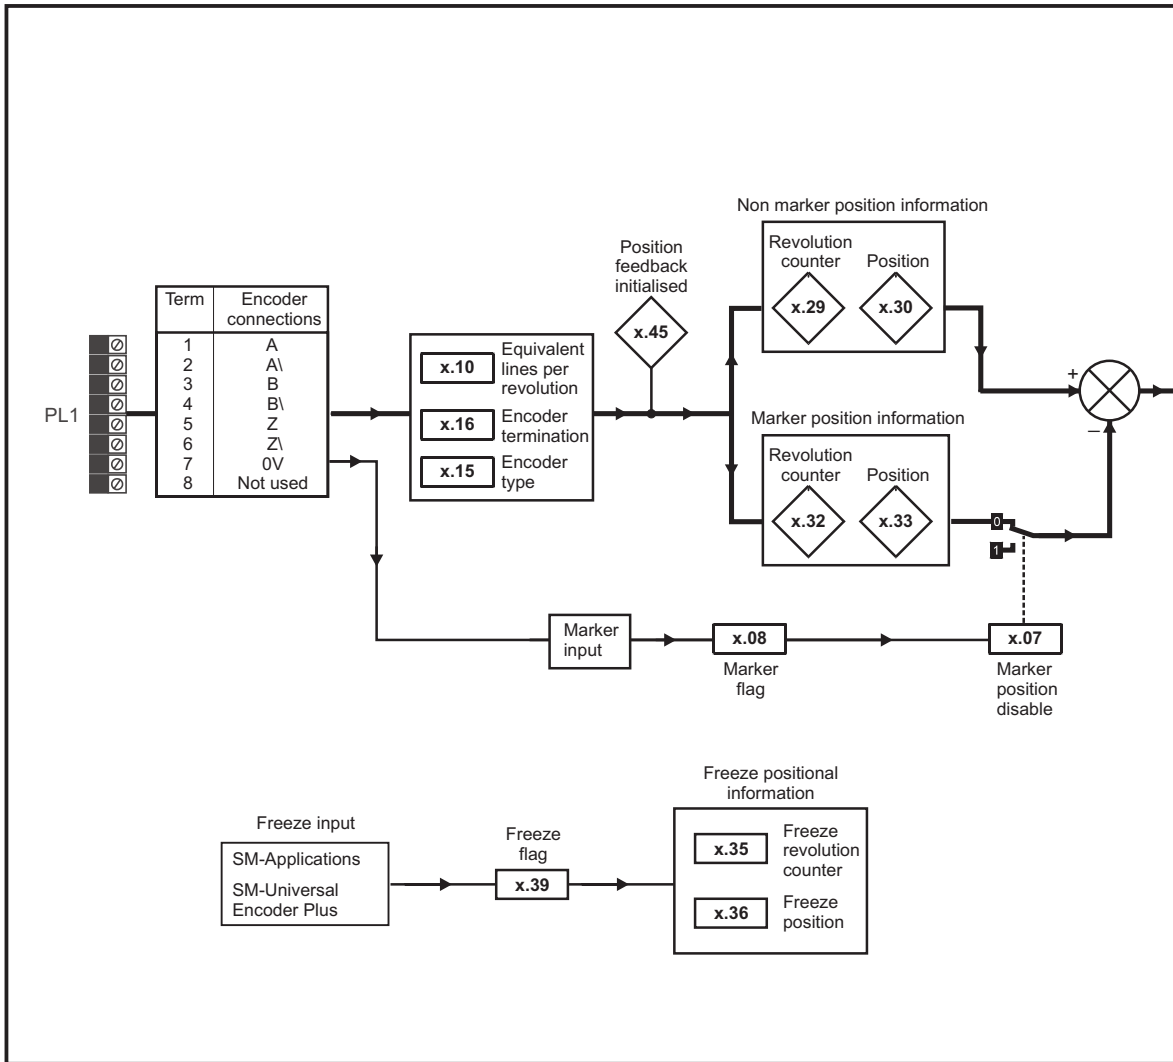 Non marker position information
Revolution
counter
Position
x.29
x.30
Position
feedback
initialised
x.45
Term
Encoder
connections
1 A
2 A\
3 B
4 B\
5 Z
6 Z\
7 0V
8 Not used
PL1
x.10
Equivalent
lines per
revolution
x.16
Encoder
termination
x.15
Encoder
type
+
–
Marker position information
Revolution
counter
Position
x.32
x.33
0
1
Marker
input
x.08
Marker
flag
x.07
Marker
position
disable
Freeze input
SM-Applications
SM-Universal
Encoder Plus
Freeze
flag
x.39
Freeze positional
information
x.35
Freeze
revolution
counter
x.36
Freeze
position